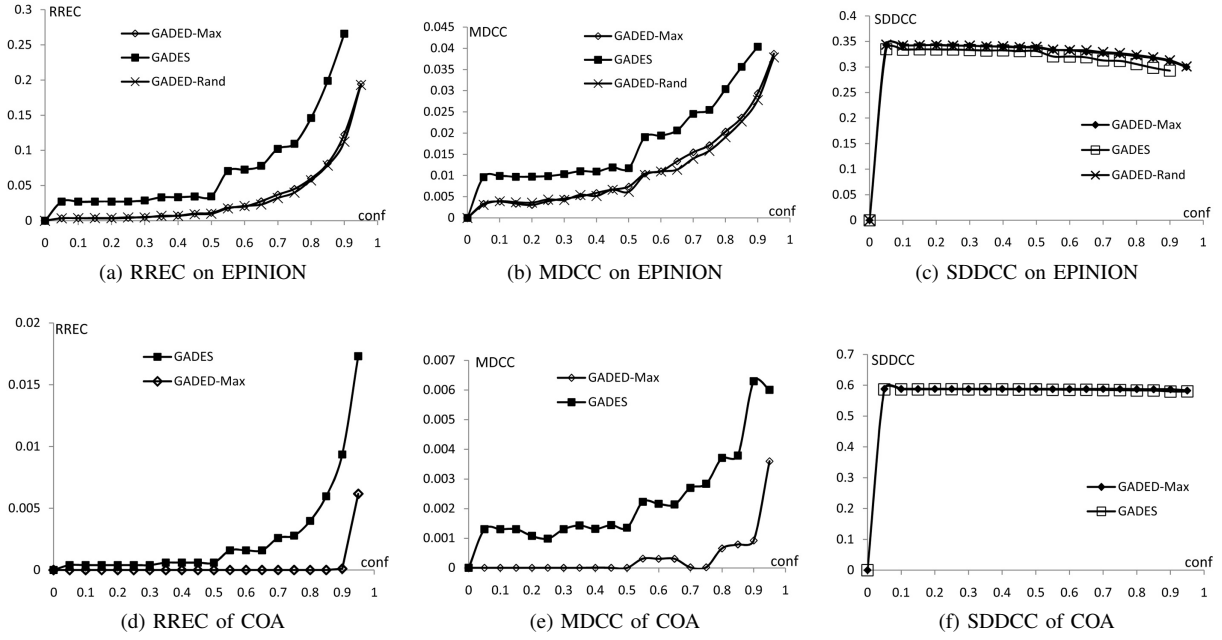 RREC
0.3
0.25
0.2
0.15
0.1
0.05
0
GADED-Max
GADES
GADED-Rand
conf
0 0.1 0.2 0.3 0.4 0.5 0.6 0.7 0.8 0.9 1
(a) RREC on EPINION
MDCC
0.045
0.04
0.035
0.03
0.025
0.02
0.015
0.01
0.005
0
GADED-Max
GADES
GADED-Rand
conf
0 0.1 0.2 0.3 0.4 0.5 0.6 0.7 0.8 0.9 1
(b) MDCC on EPINION
SDDCC
0.4
0.35
0.3
0.35
0.2
0.15
0.1
0.05
0
GADED-Max
GADES
GADED-Rand
conf
0 0.1 0.2 0.3 0.4 0.5 0.6 0.7 0.8 0.9 1
(c) SDDCC on EPINION
RREC
0.02
0.015
0.01
0.005
0
GADES
GADED-Max
conf
0 0.1 0.2 0.3 0.4 0.5 0.6 0.7 0.8 0.9 1
(d) RREC of COA
MDCC
0.007
0.006
0.005
0.004
0.003
0.002
0.001
0
GADED-Max
GADES
conf
0 0.1 0.2 0.3 0.4 0.5 0.6 0.7 0.8 0.9 1
(e) MDCC of COA
SDDCC
0.7
0.6
0.5
0.4
0.3
0.2
0.1
0
GADED-Max
GADES
conf
0 0.1 0.2 0.3 0.4 0.5 0.6 0.7 0.8 0.9 1
(f) SDDCC of COA